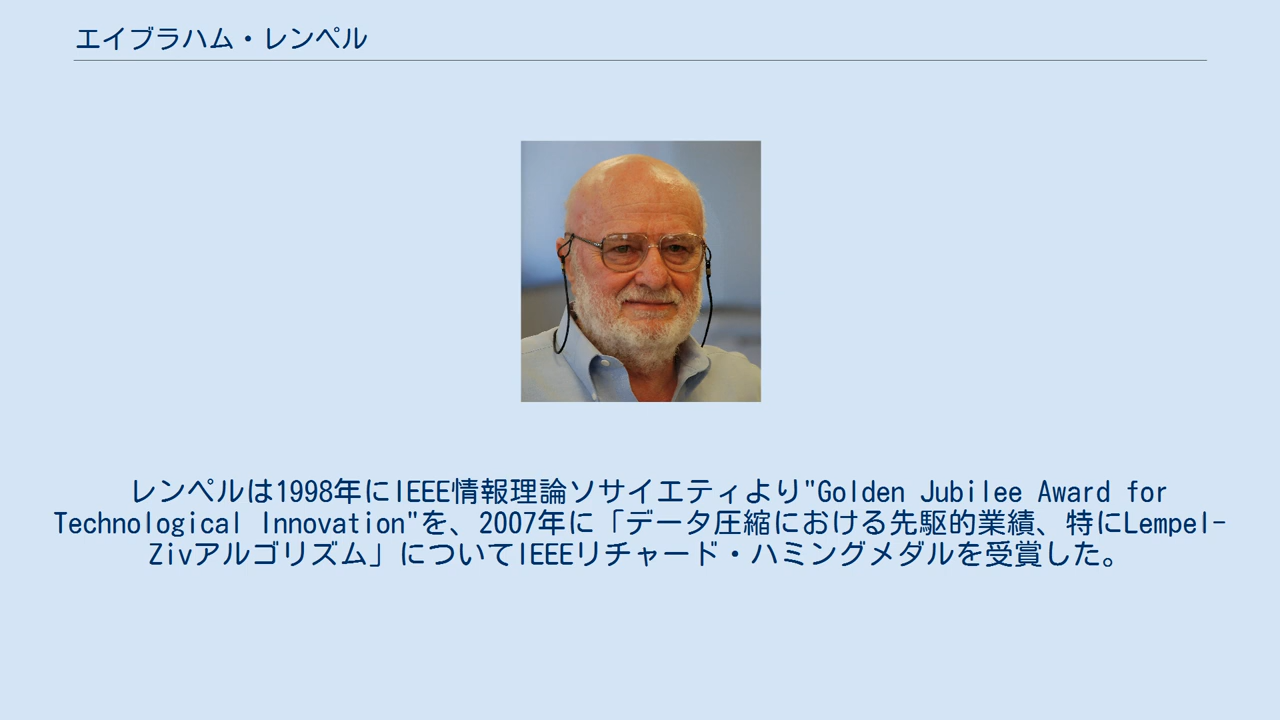 エイブラハム・レンペル
レンペルは1998年にIEEE情報理論ソサイエティより"Golden Jubilee Award for
Technological Innovation"を、2007年に「データ圧縮における先駆的業績、特にLempel-
Zivアルゴリズム」についてIEEEリチャード・ハミングメダルを受賞した。